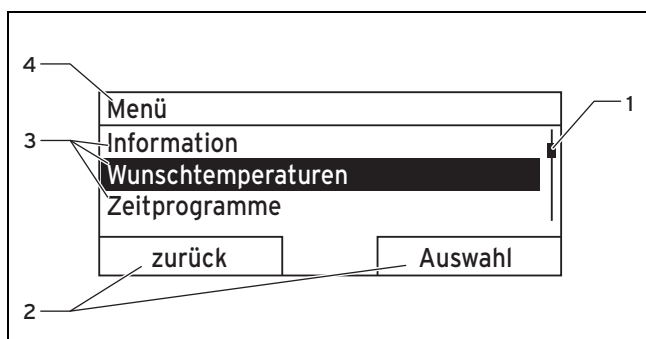 4
Menü
1
3
Information
Wunschtemperaturen
Zeitprogramme
zurück Auswahl
2